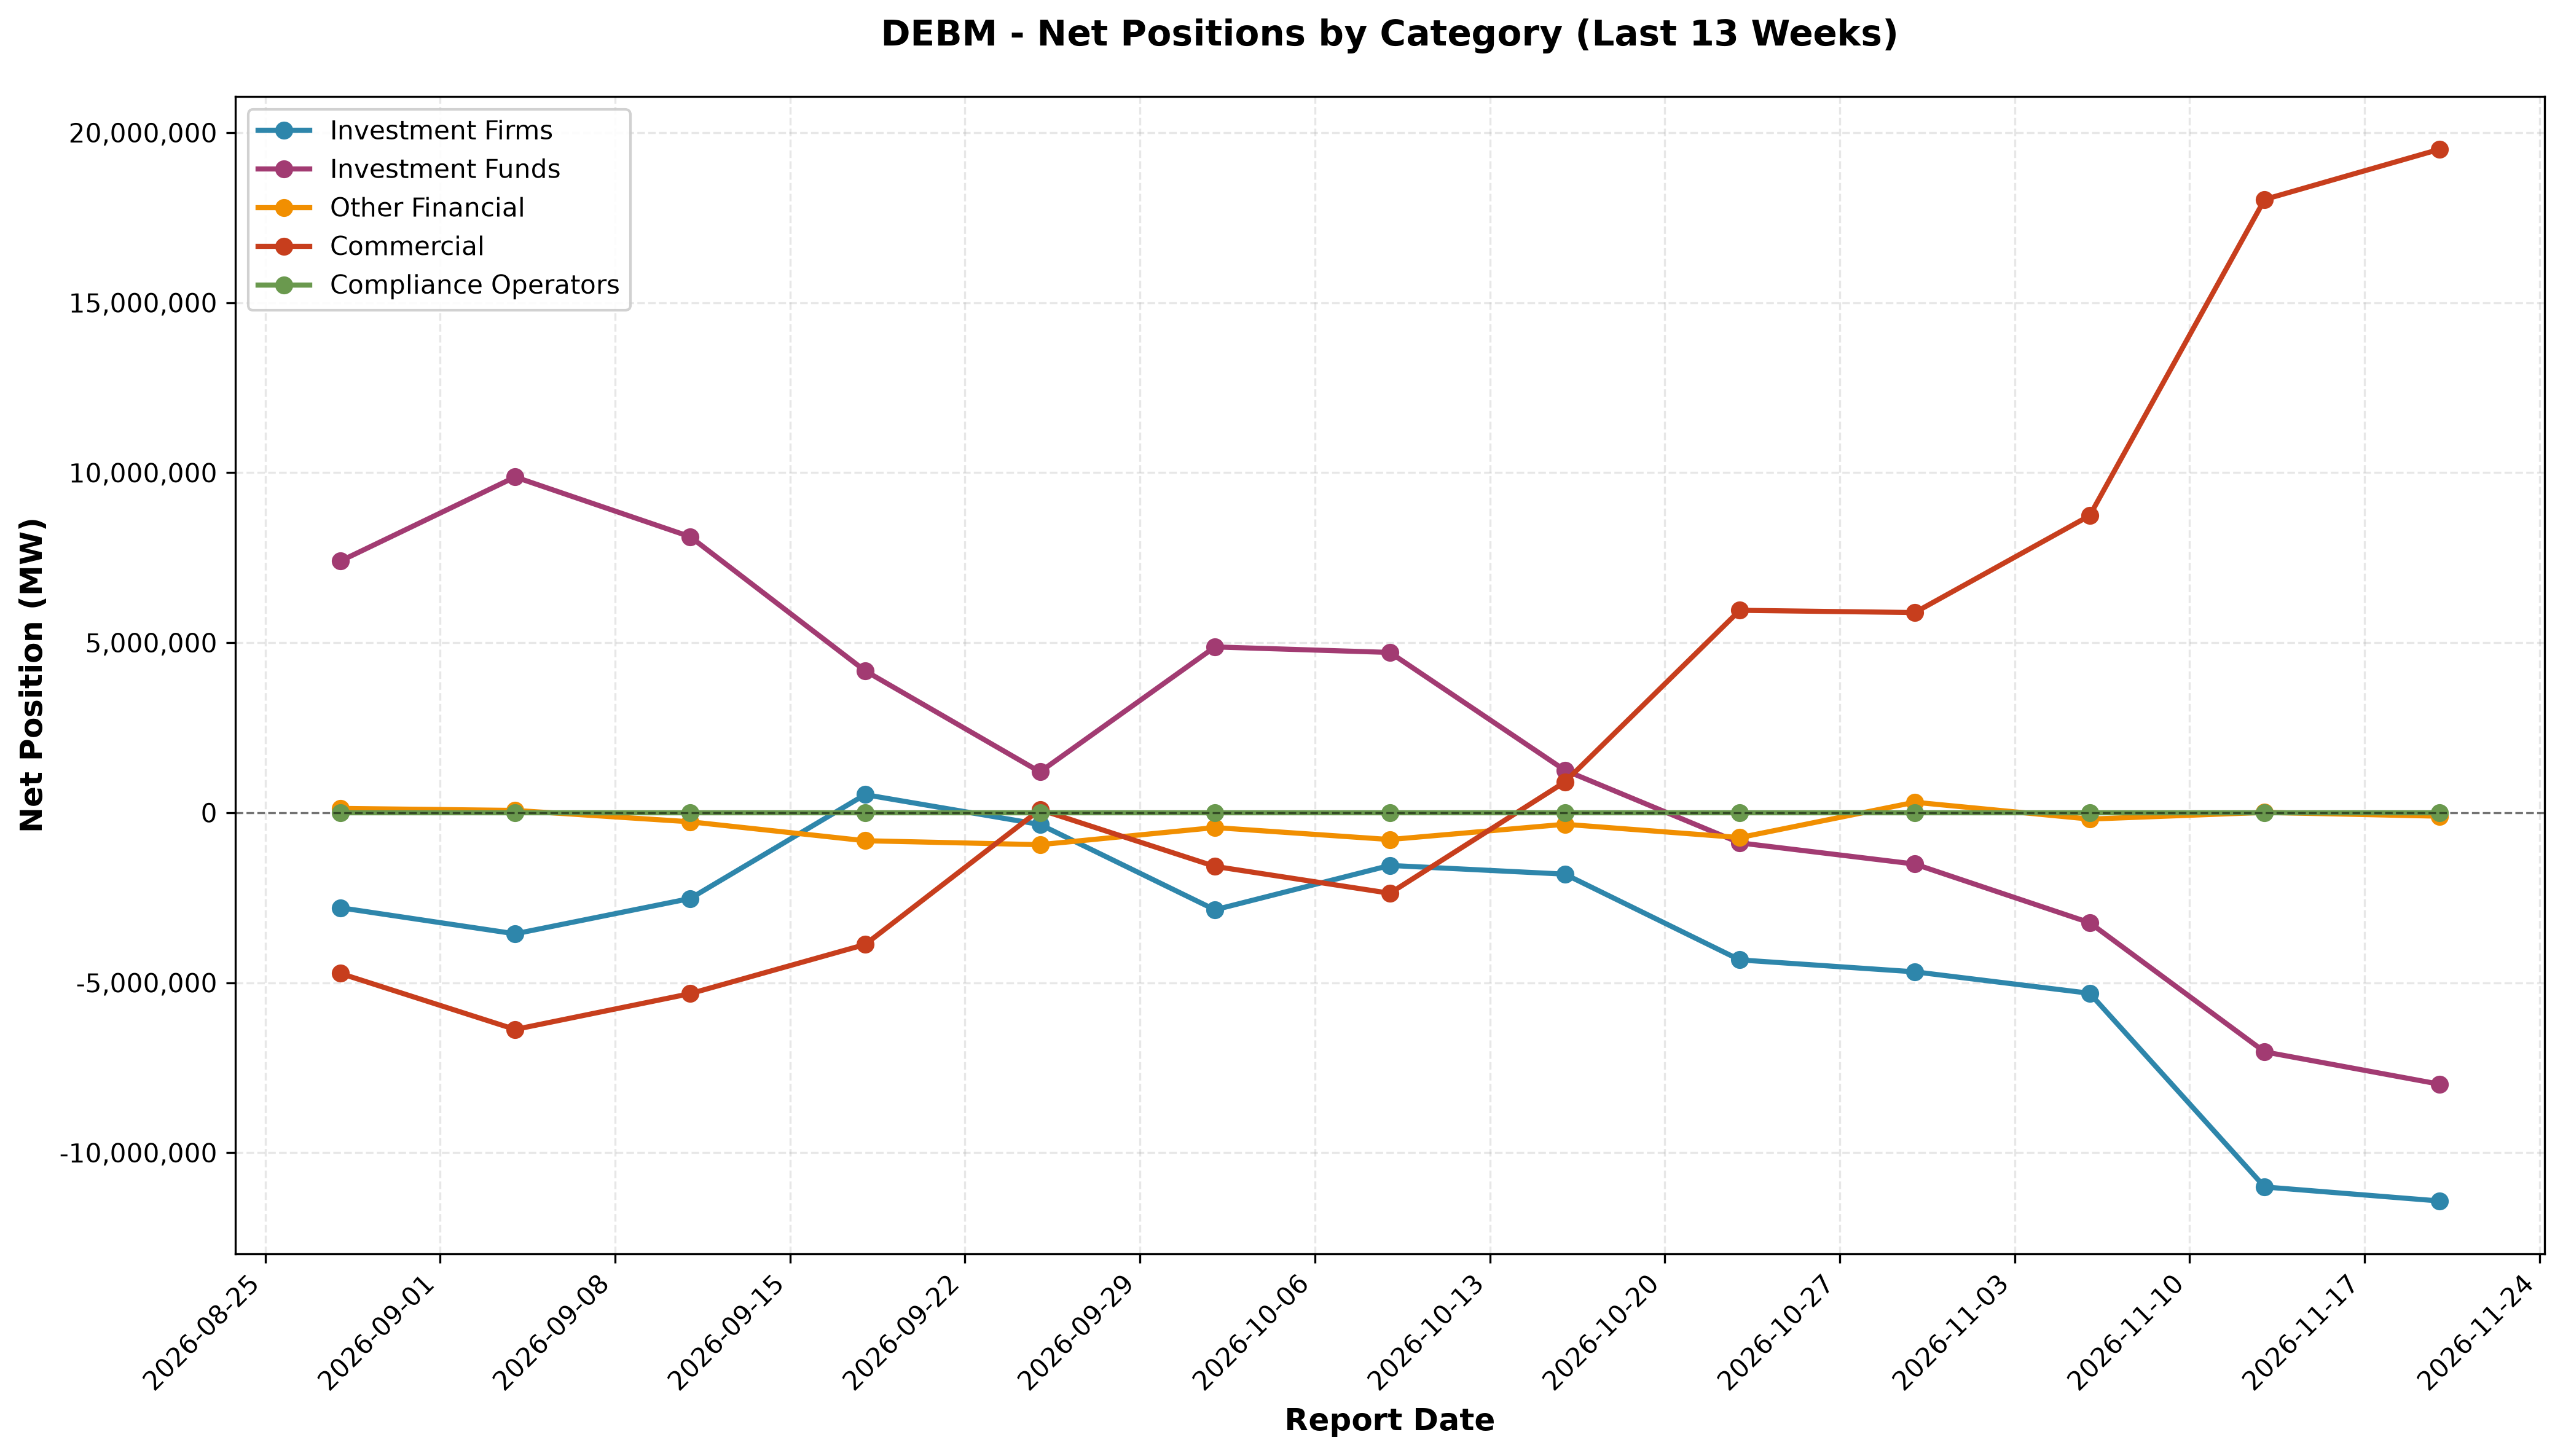 DEBM - Net Positions by Category (Last 13 Weeks)
Investment Firms
Investment Funds
Other Financial
Commercial
Compliance Operators
20,000,000
15,000,000
10,000,000
5,000,000
0
-5,000,000
-10,000,000
Net Position (MW)
2026-08-25
2026-09-01
2026-09-08
2026-09-15
2026-09-22
2026-09-29
2026-10-06
2026-10-13
2026-10-20
2026-10-27
2026-11-03
2026-11-10
2026-11-17
2026-11-24
Report Date